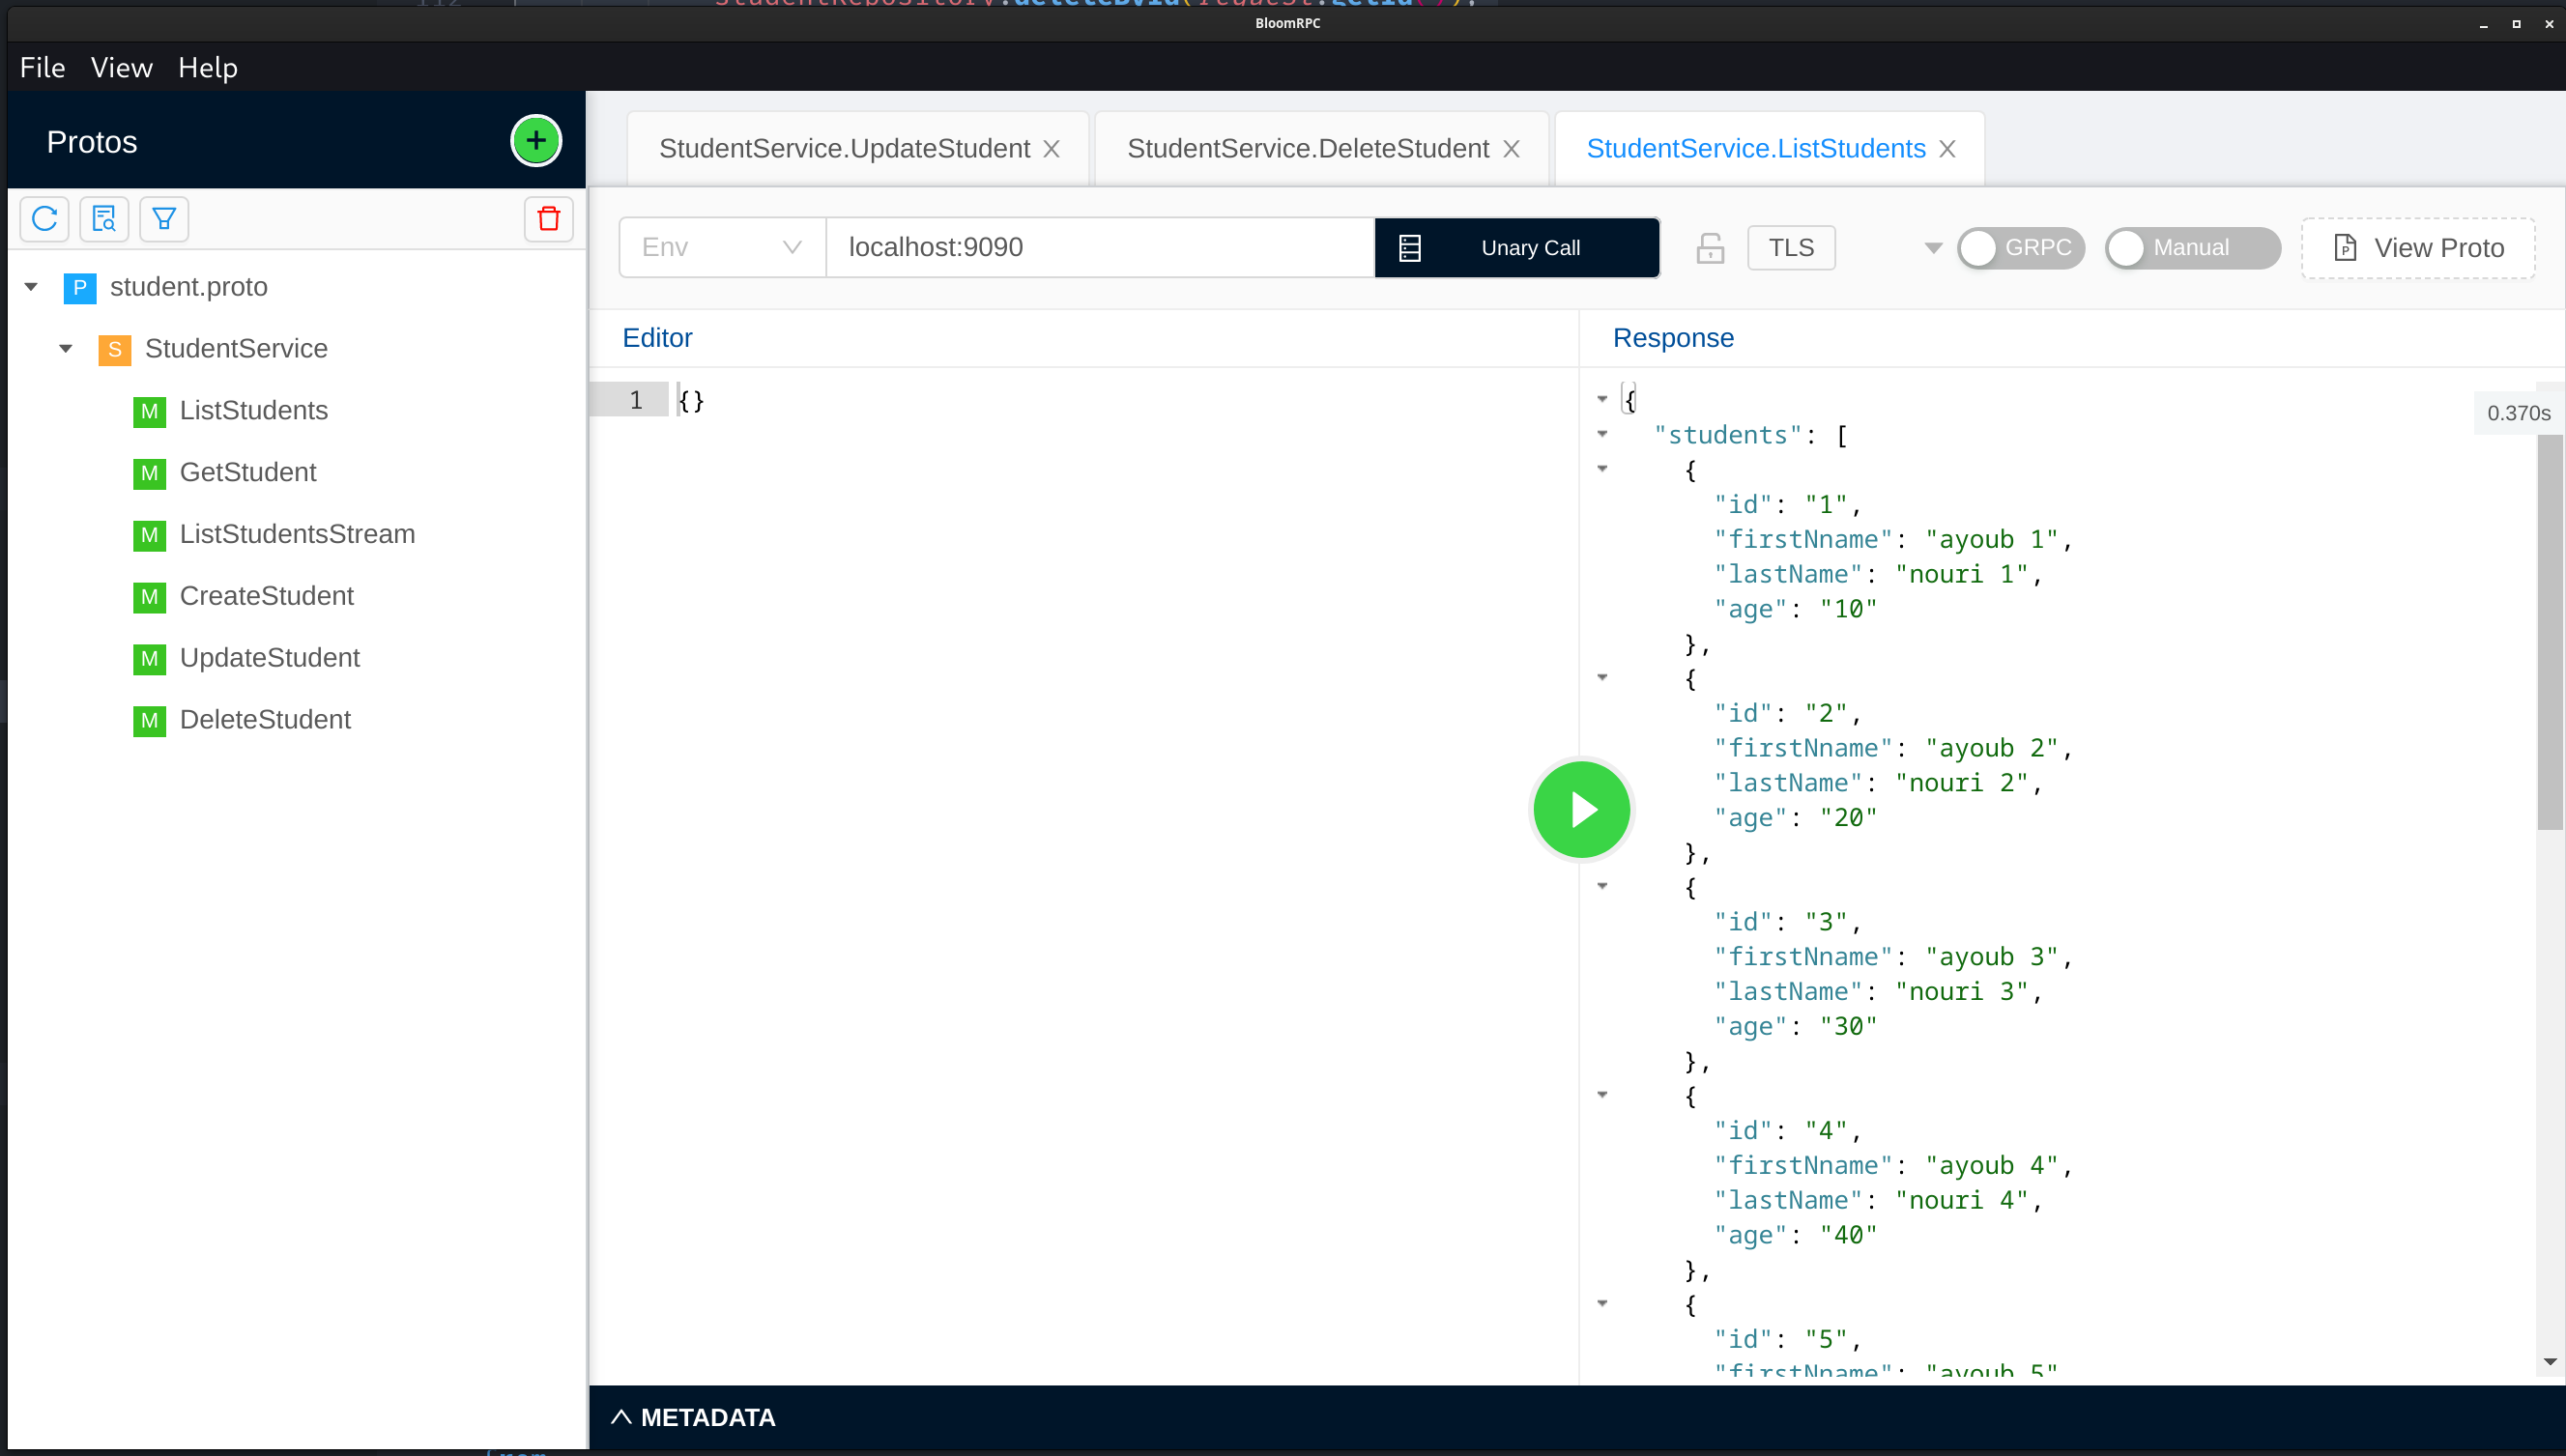 studentRepository.deleteById(request.getId());
BloomRPC
File View Help
Protos
StudentService.UpdateStudent
StudentService.DeleteStudent
StudentService.ListStudents
Env
localhost:9090
Unary Call
TLS
GRPC
Manual
View Proto
P student.proto
S StudentService
M ListStudents
M GetStudent
M ListStudentsStream
M CreateStudent
M UpdateStudent
M DeleteStudent
Editor
1 {}
Response
0.370s
{
"students": [
{
"id": "1",
"firstNname": "ayoub 1",
"lastName": "nouri 1",
"age": "10"
},
{
"id": "2",
"firstNname": "ayoub 2",
"lastName": "nouri 2",
"age": "20"
},
{
"id": "3",
"firstNname": "ayoub 3",
"lastName": "nouri 3",
"age": "30"
},
{
"id": "4",
"firstNname": "ayoub 4",
"lastName": "nouri 4",
"age": "40"
},
{
"id": "5",
"firstNname": "ayoub 5"
METADATA